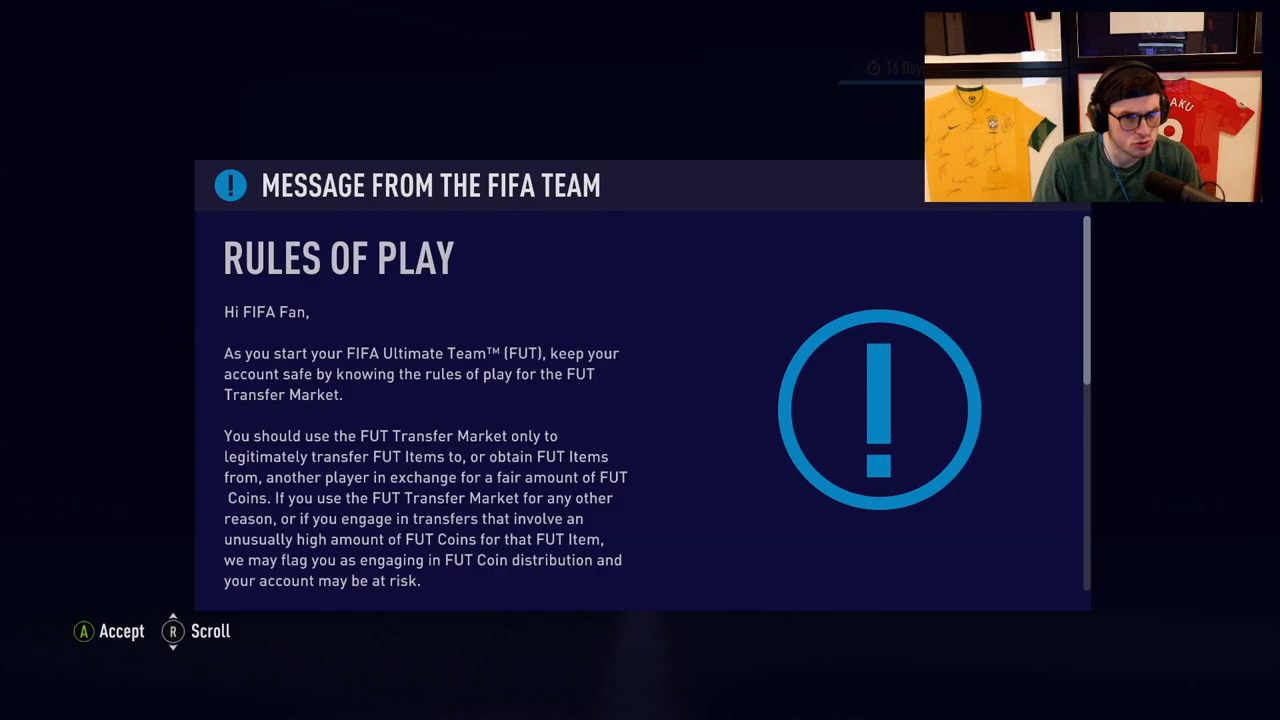 16 Days
AKU
MESSAGE FROM THE FIFA TEAM
RULES OF PLAY
Hi FIFA Fan,
As you start your FIFA Ultimate Team™ (FUT), keep your
account safe by knowing the rules of play for the FUT
Transfer Market.
You should use the FUT Transfer Market only to
legitimately transfer FUT Items to, or obtain FUT Items
from, another player in exchange for a fair amount of FUT
Coins. If you use the FUT Transfer Market for any other
reason, or if you engage in transfers that involve an
unusually high amount of FUT Coins for that FUT Item,
we may flag you as engaging in FUT Coin distribution and
your account may be at risk.
A Accept R Scroll